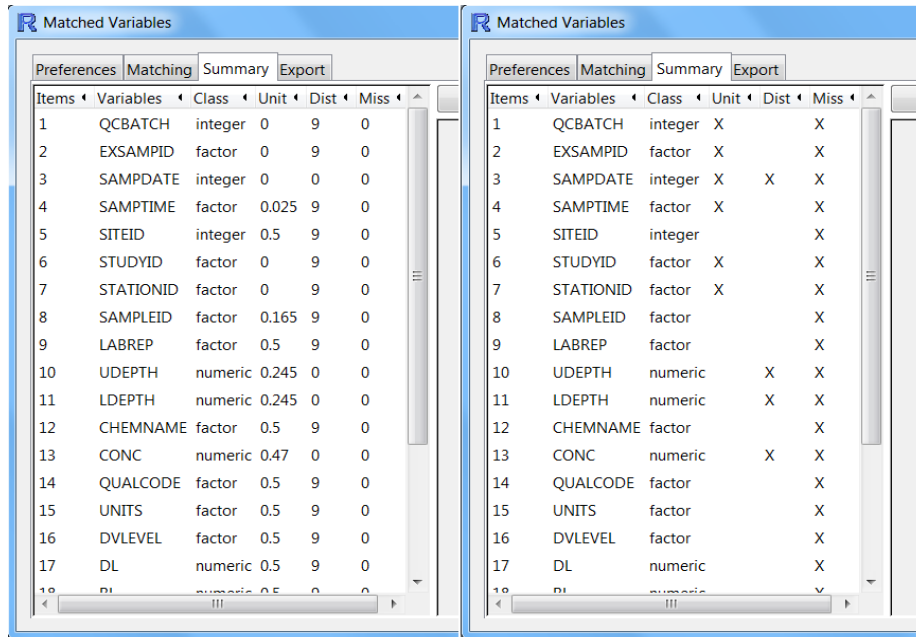 Matched Variables
Preferences Matching Summary Export
Items Variables Class Unit Dist Miss
1 QCBATCH integer 0 9 0
2 EXSAMPID factor 0 9 0
3 SAMPDATE integer 0 0 0
4 SAMPTIME factor 0.025 9 0
5 SITEID integer 0.5 9 0
6 STUDYID factor 0 9 0
7 STATIONID factor 0 9 0
8 SAMPLEID factor 0.165 9 0
9 LABREP factor 0.5 9 0
10 UDEPTH numeric 0.245 0 0
11 LDEPTH numeric 0.245 0 0
12 CHEMNAME factor 0.5 9 0
13 CONC numeric 0.47 0 0
14 QUALCODE factor 0.5 9 0
15 UNITS factor 0.5 9 0
16 DVLEVEL factor 0.5 9 0
17 DL numeric 0.5 9 0
Matched Variables
Preferences Matching Summary Export
Items Variables Class Unit Dist Miss
1 QCBATCH integer X X
2 EXSAMPID factor X X
3 SAMPDATE integer X X X
4 SAMPTIME factor X X
5 SITEID integer X
6 STUDYID factor X X
7 STATIONID factor X X
8 SAMPLEID factor X
9 LABREP factor X
10 UDEPTH numeric X X
11 LDEPTH numeric X X
12 CHEMNAME factor X
13 CONC numeric X X
14 QUALCODE factor X
15 UNITS factor X
16 DVLEVEL factor X
17 DL numeric X